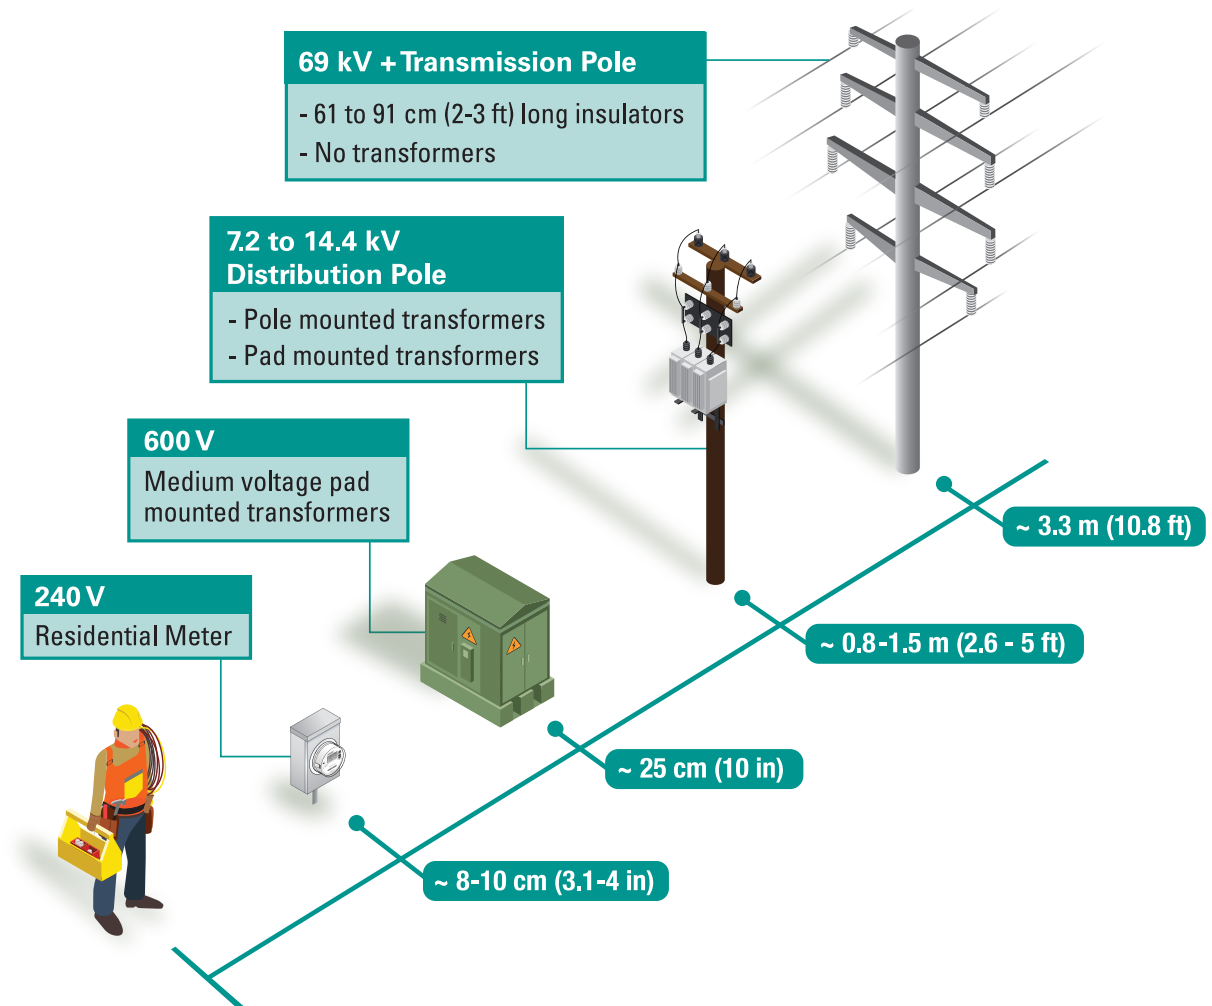 69 kV + Transmission Pole
- 61 to 91 cm (2-3 ft) long insulators
- No transformers
7.2 to 14.4 kV
Distribution Pole
- Pole mounted transformers
- Pad mounted transformers
600 V
Medium voltage pad
mounted transformers
240 V
Residential Meter
~ 3.3 m (10.8 ft)
~ 0.8-1.5 m (2.6 - 5 ft)
~ 25 cm (10 in)
~ 8-10 cm (3.1-4 in)